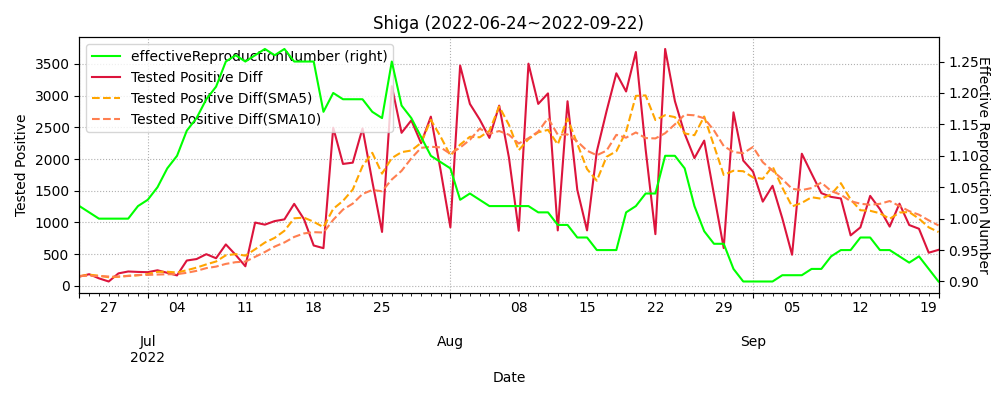 Shiga (2022-06-24~2022-09-22)
effectiveReproductionNumber (right)
Tested Positive Diff
Tested Positive Diff(SMA5)
Tested Positive Diff(SMA10)
Tested Positive
3500
3000
2500
2000
1500
1000
500
0
Effective Reproduction Number
1.25
1.20
1.15
1.10
1.05
1.00
0.95
0.90
27 04 11 18 25 08 15 22 29 05 12 19
Jul Aug Sep
2022
Date